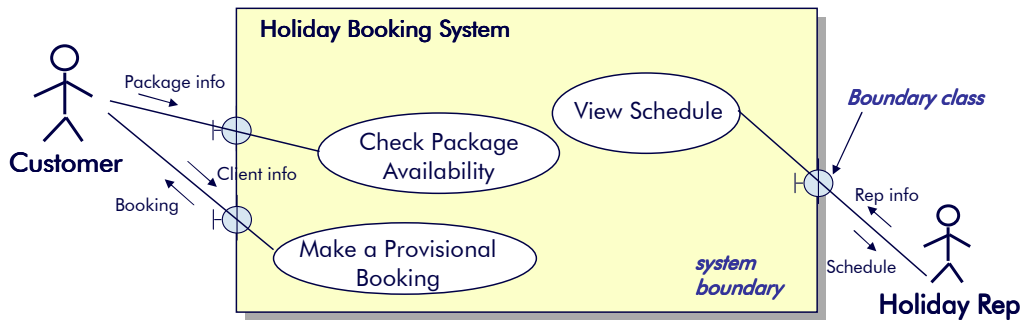 Holiday Booking System
Package info
View Schedule
Boundary class
Check Package
Availability
Customer
Client info
Booking
Rep info
Make a Provisional
Booking
system
boundary
Schedule
Holiday Rep